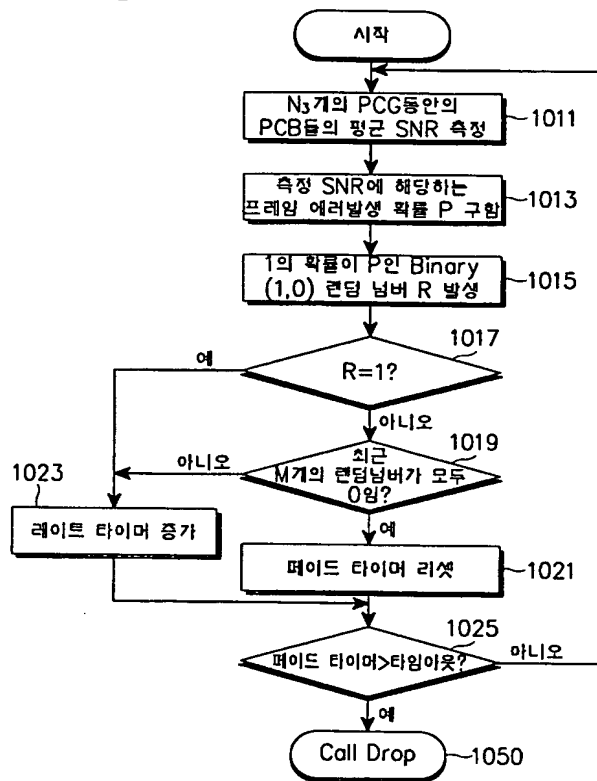 시작
N₃개의 PCG동안의
PCB들의 평균 SNR 측정
1011
측정 SNR에 해당하는
프레임 에러발생 확률 P 구함
1013
1의 확률이 P인 Binary
(1,0) 랜덤 넘버 R 발생
1015
1017
예
R=1?
아니오
1019
1023
아니오
최근
M개의 랜덤넘버가 모두
0임?
레이트 타이머 증가
예
페이드 타이머 리셋
1021
1025
페이드 타이머>타임아웃?
아니오
예
Call Drop
1050